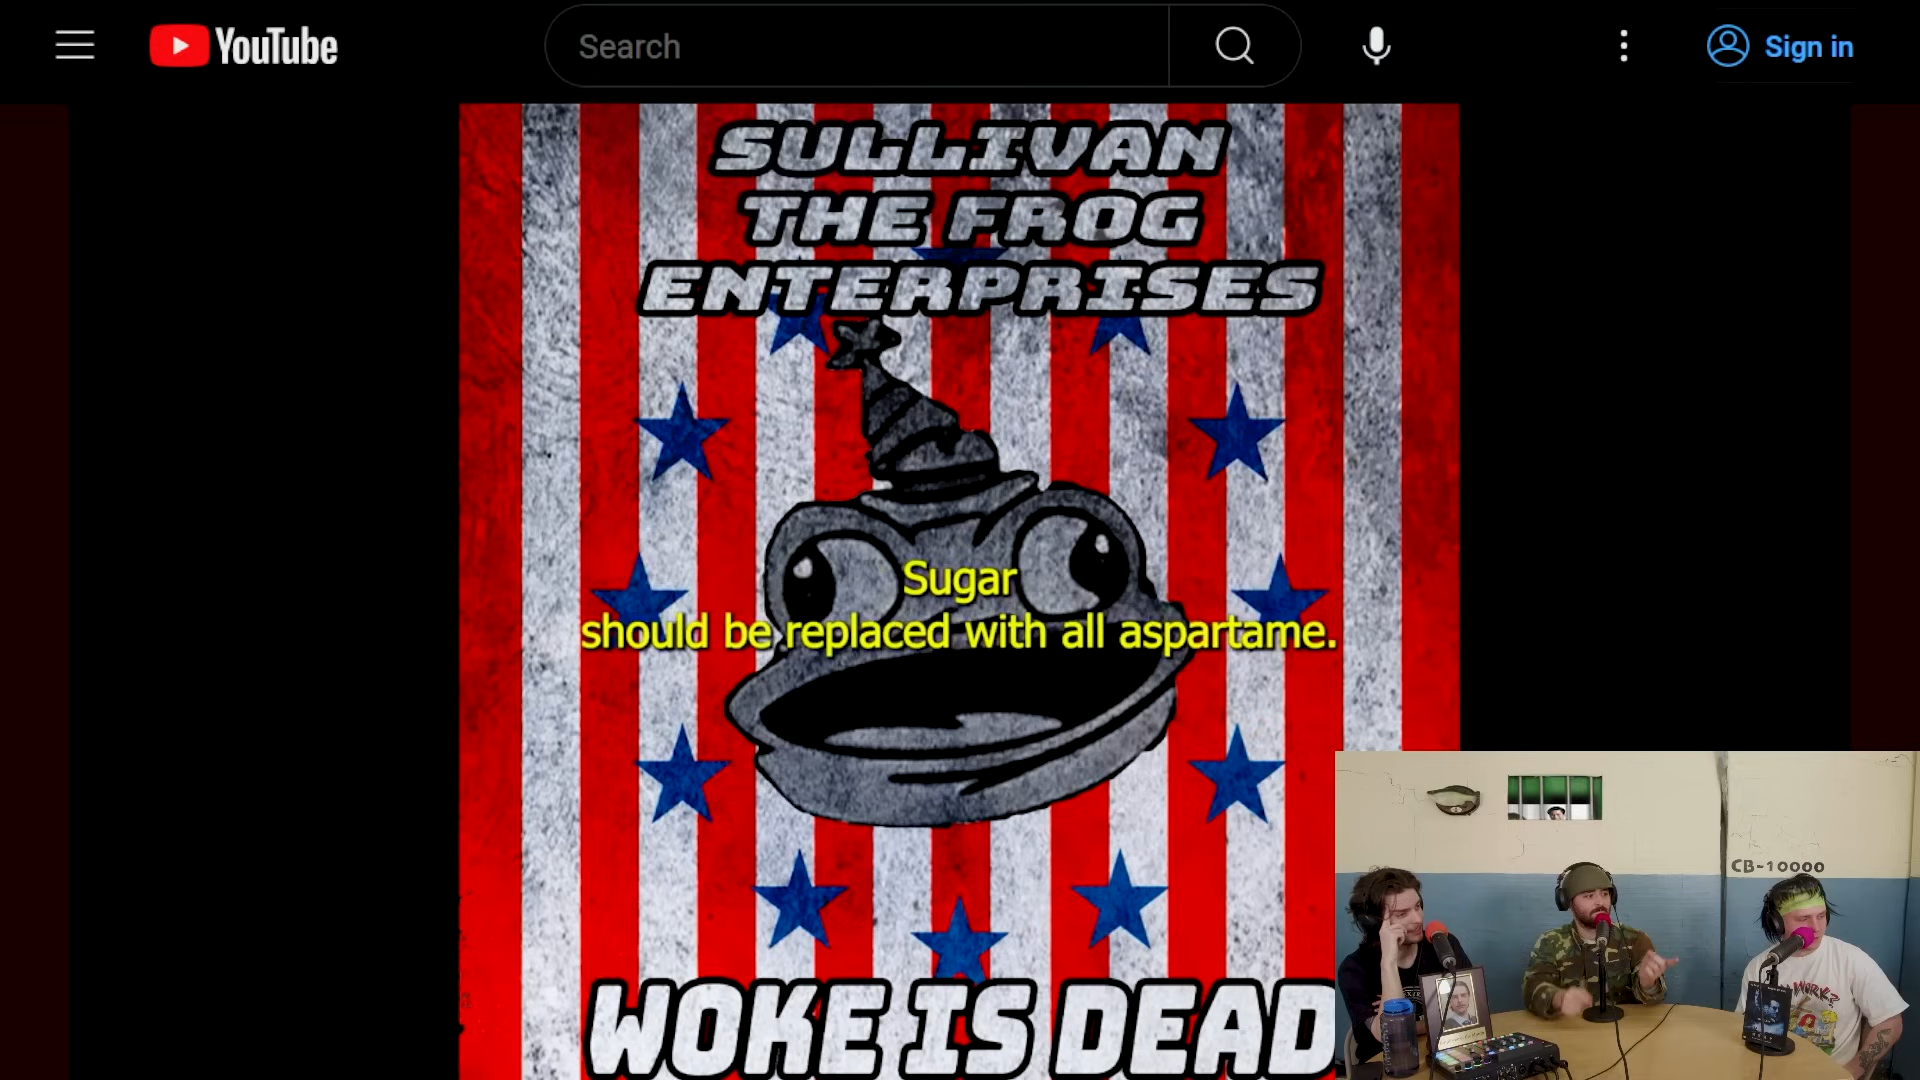 YouTube
Search
Sign in
SULLIVAN
THE FROG
ENTERPRISES
Sugar
should be replaced with all aspartame.
CB-10000
WOKE IS DEAD